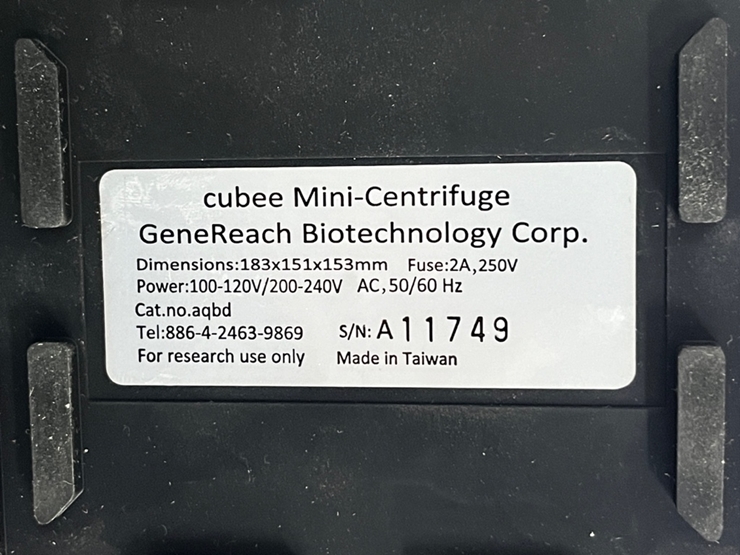 cubee Mini-Centrifuge
GeneReach Biotechnology Corp.
Dimensions:183x151x153mm Fuse:2A,250V
Power:100-120V/200-240V AC,50/60 Hz
Cat.no.aqbd
Tel:886-4-2463-9869 S/N: A11749
For research use only Made in Taiwan